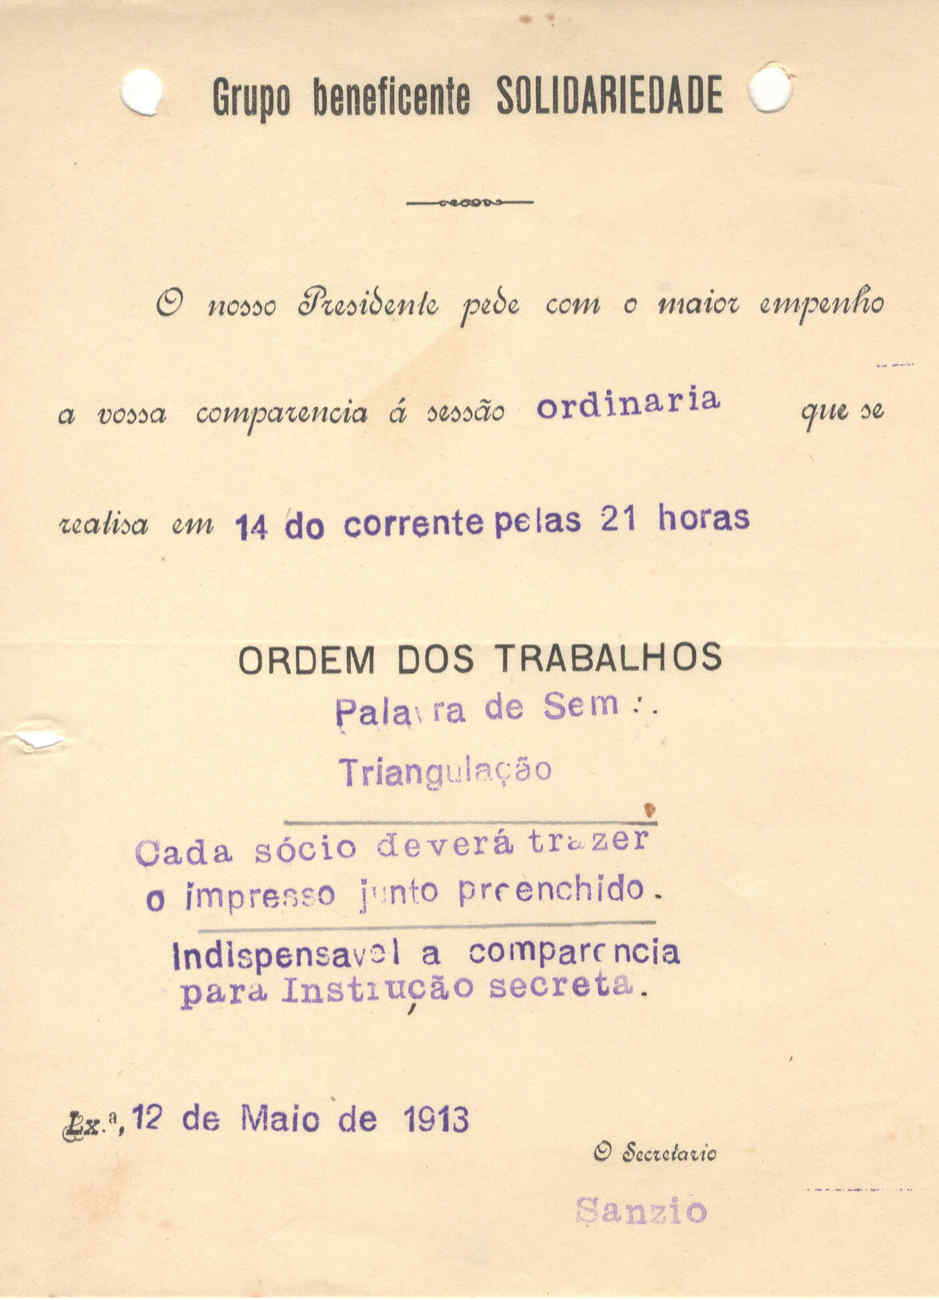 Grupo beneficente SOLIDARIEDADE
O nosso Presidente pede com o maior empenho
a vossa comparencia á sessão ordinaria que se
realisa em 14 do corrente pelas 21 horas
ORDEM DOS TRABALHOS
Palavra de Sem∴
Triangulação
Cada sócio deverá trazer
o impresso junto preenchido.
Indispensavel a comparencia
para Instrução secreta.
Lx.ª, 12 de Maio de 1913
O Secretario
Sanzio